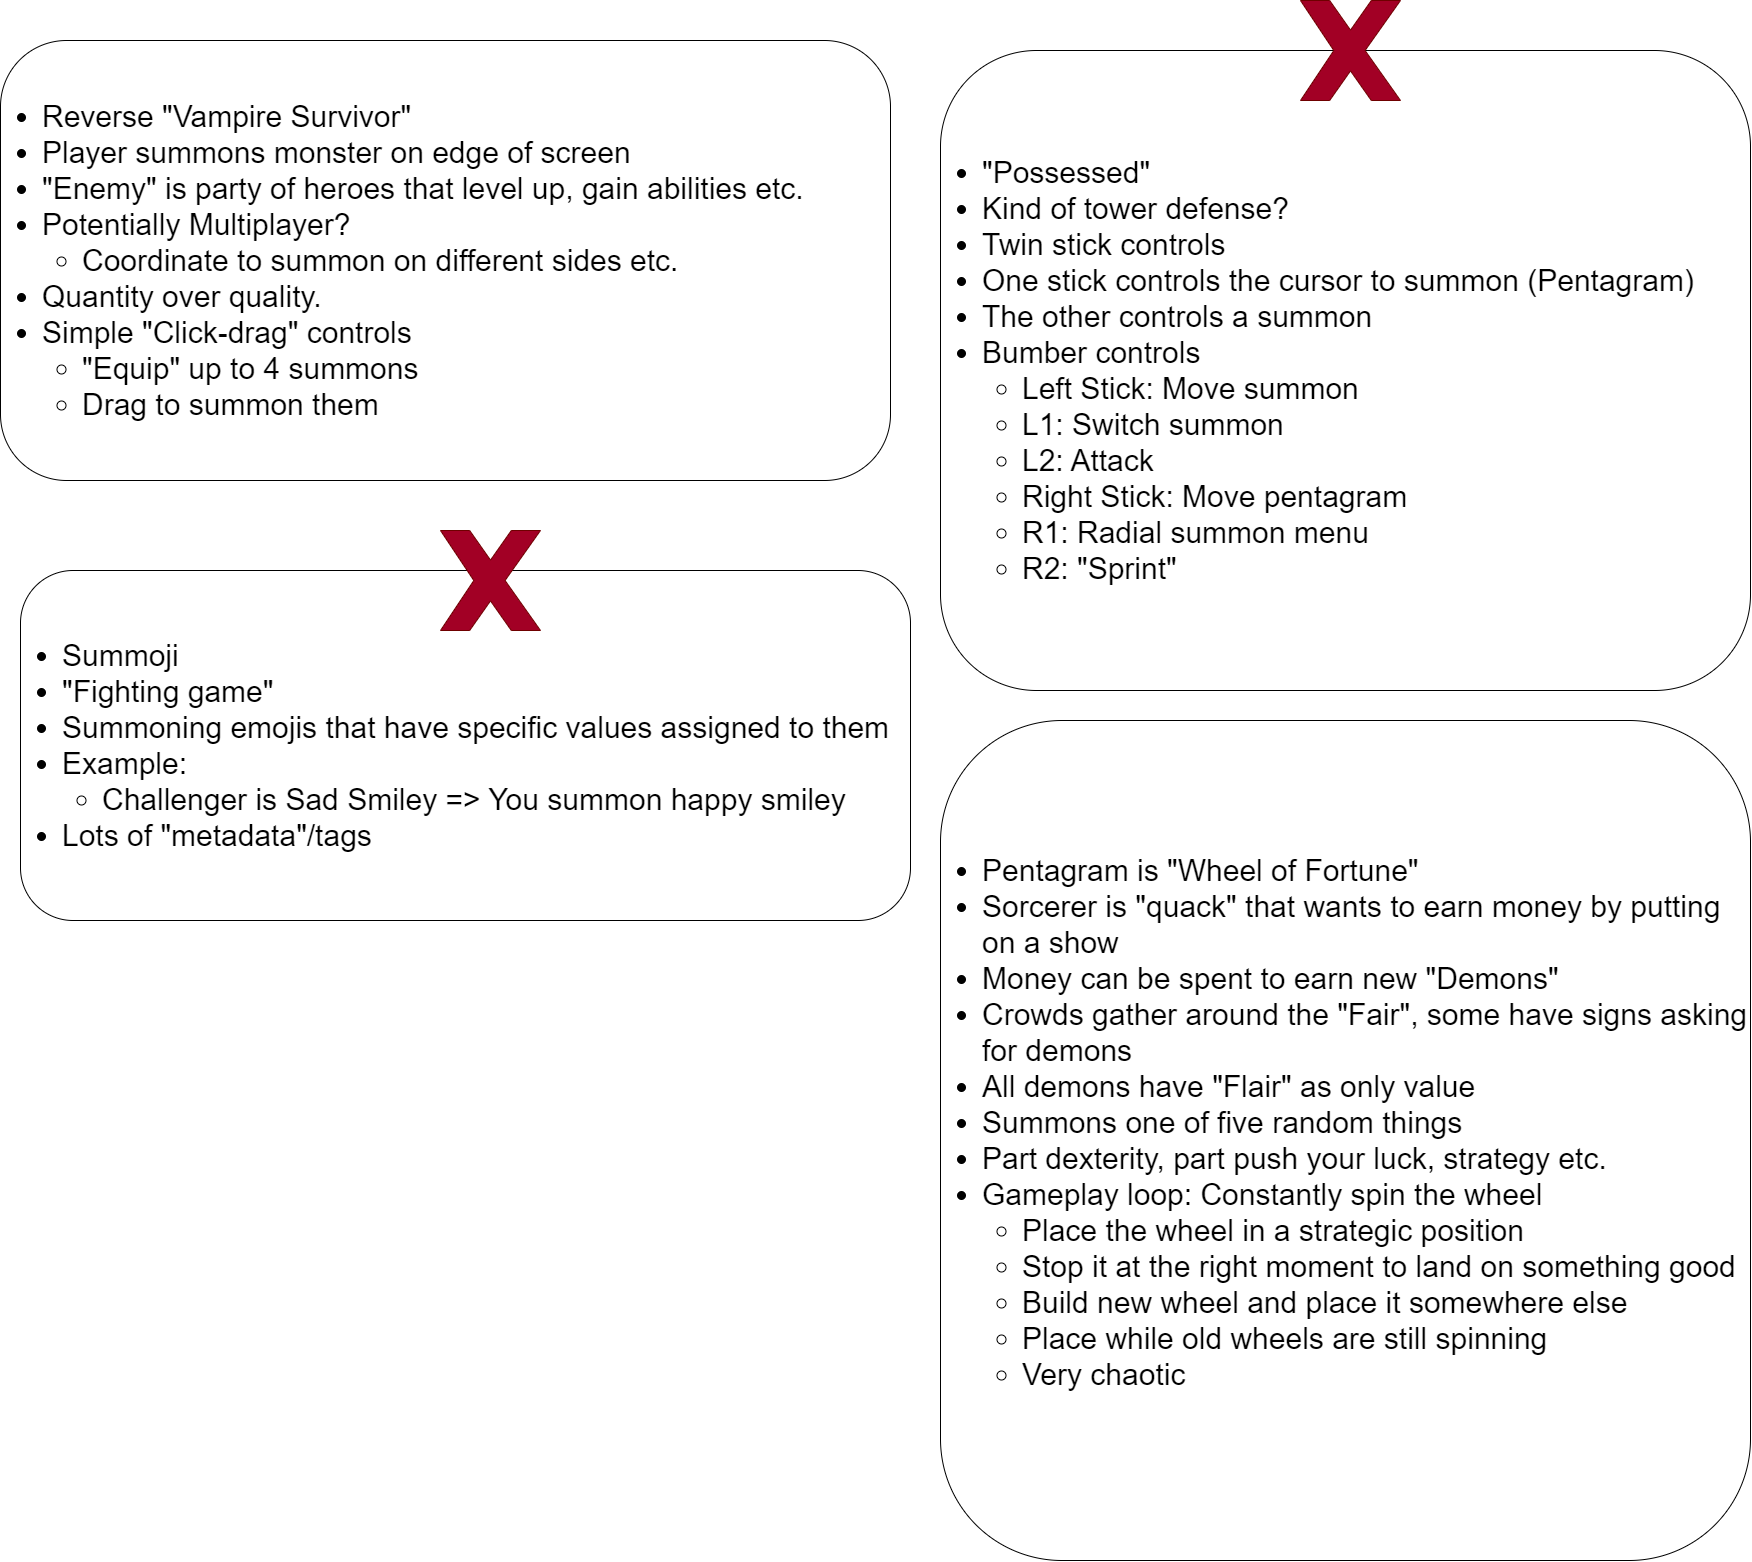 Reverse "Vampire Survivor"
Player summons monster on edge of screen
"Enemy" is party of heroes that level up, gain abilities etc.
Potentially Multiplayer?
Coordinate to summon on different sides etc.
Quantity over quality.
Simple "Click-drag" controls
"Equip" up to 4 summons
Drag to summon them
"Possessed"
Kind of tower defense?
Twin stick controls
One stick controls the cursor to summon (Pentagram)
The other controls a summon
Bumber controls
Left Stick: Move summon
L1: Switch summon
L2: Attack
Right Stick: Move pentagram
R1: Radial summon menu
R2: "Sprint"
Summoji
"Fighting game"
Summoning emojis that have specific values assigned to them
Example:
Challenger is Sad Smiley => You summon happy smiley
Lots of "metadata"/tags
Pentagram is "Wheel of Fortune"
Sorcerer is "quack" that wants to earn money by putting
on a show
Money can be spent to earn new "Demons"
Crowds gather around the "Fair", some have signs asking
for demons
All demons have "Flair" as only value
Summons one of five random things
Part dexterity, part push your luck, strategy etc.
Gameplay loop: Constantly spin the wheel
Place the wheel in a strategic position
Stop it at the right moment to land on something good
Build new wheel and place it somewhere else
Place while old wheels are still spinning
Very chaotic